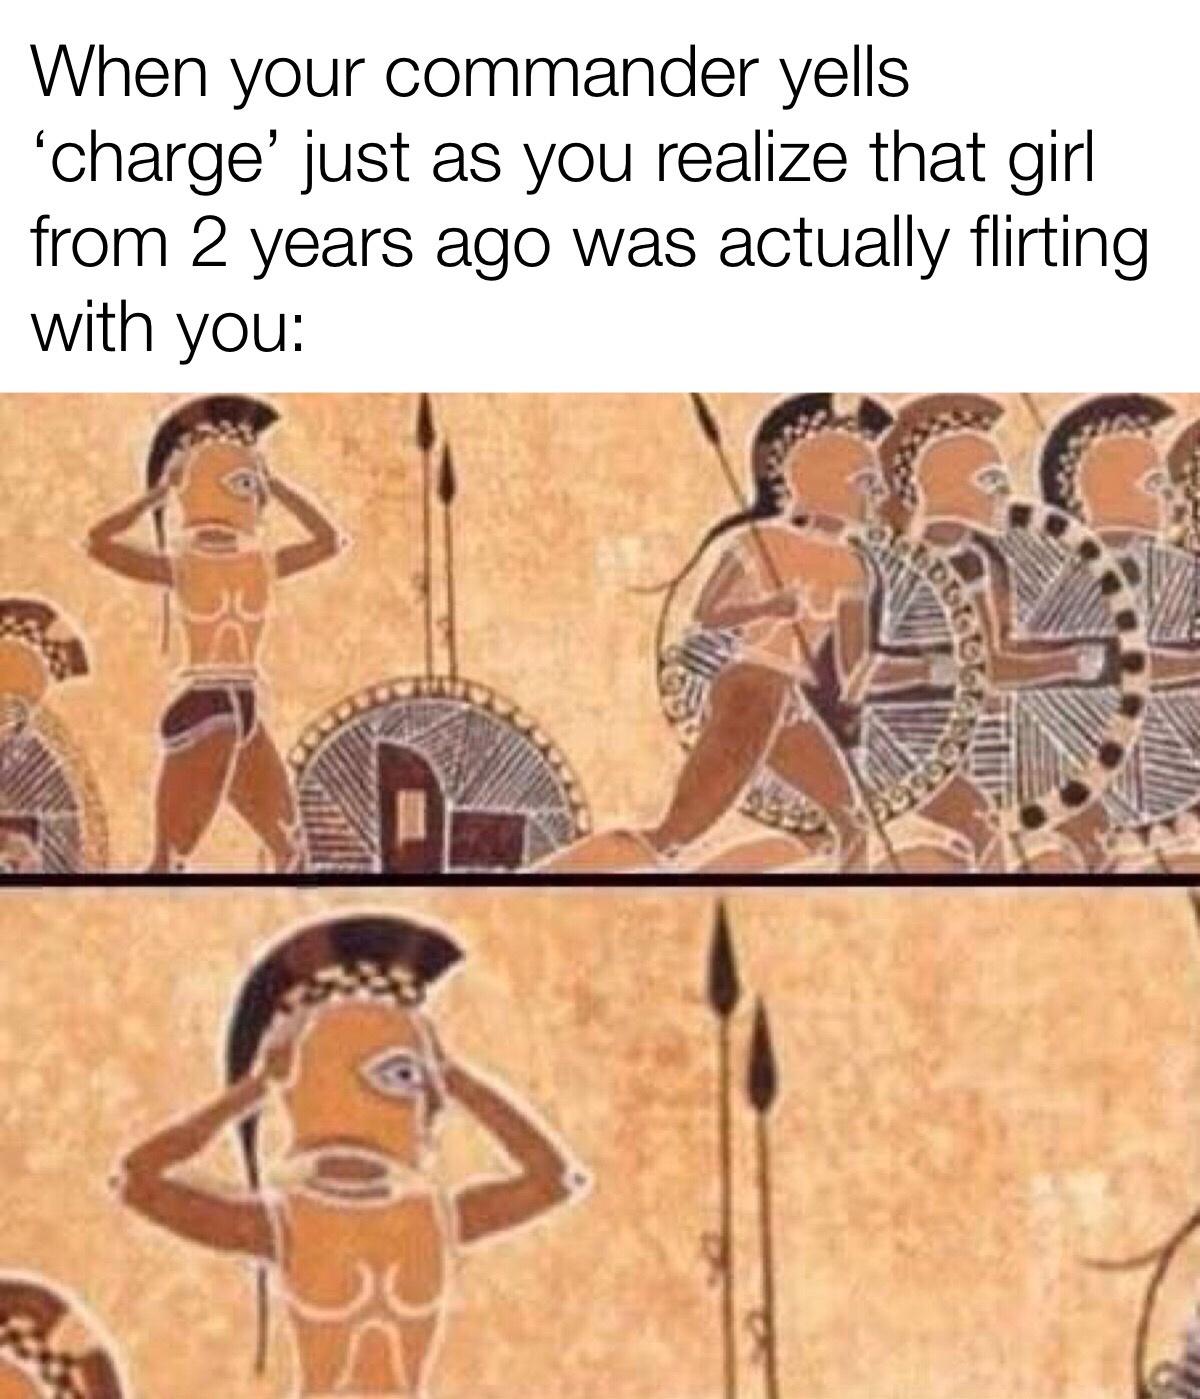 When your commander yells
‘charge’ just as you realize that girl
from 2 years ago was actually flirting
with you: